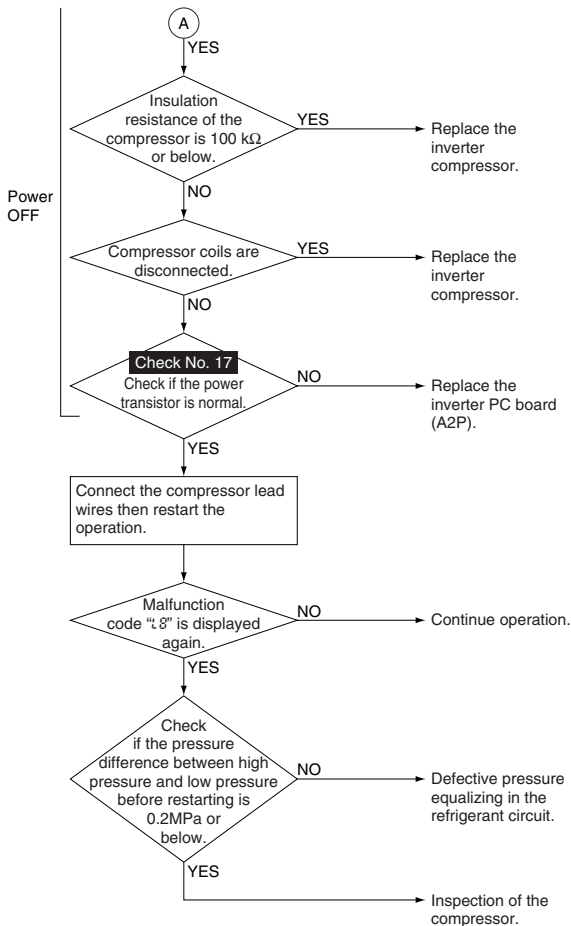 A
YES
Insulation
resistance of the
compressor is 100 kΩ
or below.
YES
Replace the
inverter
compressor.
Power
OFF
NO
Compressor coils are
disconnected.
YES
Replace the
inverter
compressor.
NO
Check No. 17
Check if the power
transistor is normal.
NO
Replace the
inverter PC board
(A2P).
YES
Connect the compressor lead
wires then restart the
operation.
Malfunction
code “L8” is displayed
again.
NO
Continue operation.
YES
Check
if the pressure
difference between high
pressure and low pressure
before restarting is
0.2MPa or
below.
NO
Defective pressure
equalizing in the
refrigerant circuit.
YES
Inspection of the
compressor.